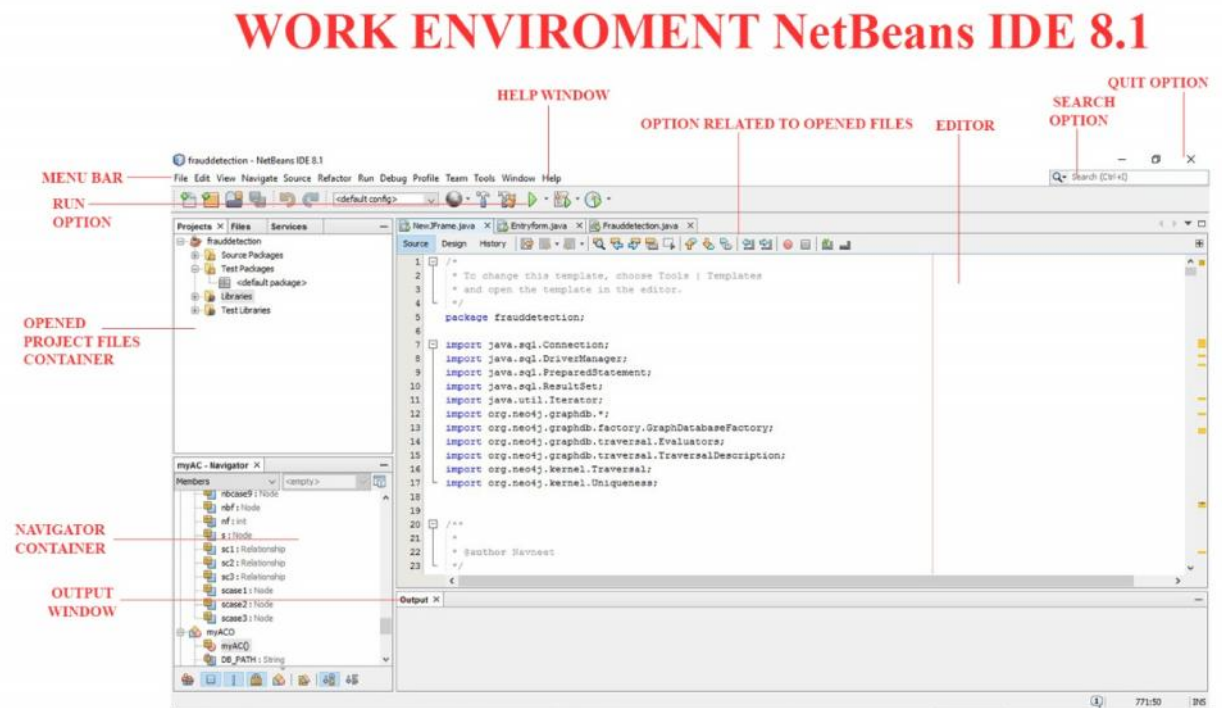 WORK ENVIROMENT NetBeans IDE 8.1
QUIT OPTION
HELP WINDOW
SEARCH
OPTION
OPTION RELATED TO OPENED FILES
EDITOR
frauddetection - NetBeans IDE 8.1
MENU BAR
File Edit View Navigate Source Refactor Run Debug Profile Team Tools Window Help
Search (Ctrl+I)
RUN
OPTION
<default config>
Projects Files Services
NewJFrame.java Entryform.java Frauddetection.java
Source Design History
frauddetection
Source Packages
Test Packages
<default package>
Libraries
Test Libraries
OPENED
PROJECT FILES
CONTAINER
1 /*
2 * To change this template, choose Tools | Templates
3 * and open the template in the editor.
4 */
5 package frauddetection;
6
7 import java.sql.Connection;
8 import java.sql.DriverManager;
9 import java.sql.PreparedStatement;
10 import java.sql.ResultSet;
11 import java.util.Iterator;
12 import org.neo4j.graphdb.*;
13 import org.neo4j.graphdb.factory.GraphDatabaseFactory;
14 import org.neo4j.graphdb.traversal.Evaluators;
15 import org.neo4j.graphdb.traversal.TraversalDescription;
16 import org.neo4j.kernel.Traversal;
17 import org.neo4j.kernel.Uniqueness;
18
19
20 /**
21 *
22 * @author Navneet
23 */
myAC - Navigator
Members <empty>
nbcase9 : Node
nbf : Node
nf : int
s : Node
sc1 : Relationship
sc2 : Relationship
sc3 : Relationship
scase1 : Node
scase2 : Node
scase3 : Node
myACO
myAC()
DB_PATH : String
NAVIGATOR
CONTAINER
OUTPUT
WINDOW
Output
771:50 INS